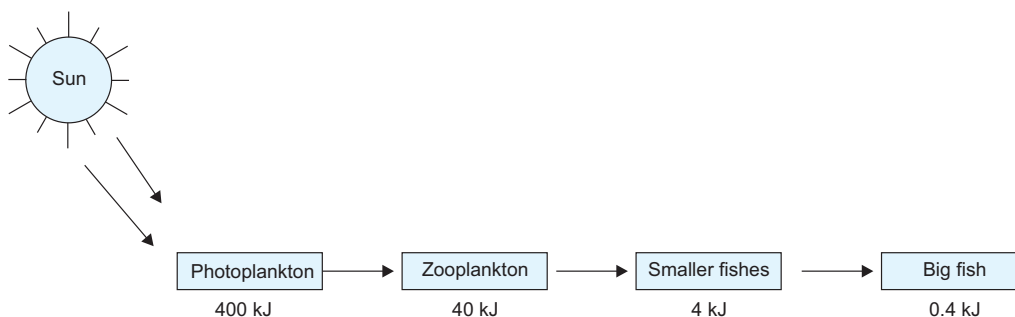 Sun
Photoplankton
Zooplankton
Smaller fishes
Big fish
400 kJ
40 kJ
4 kJ
0.4 kJ